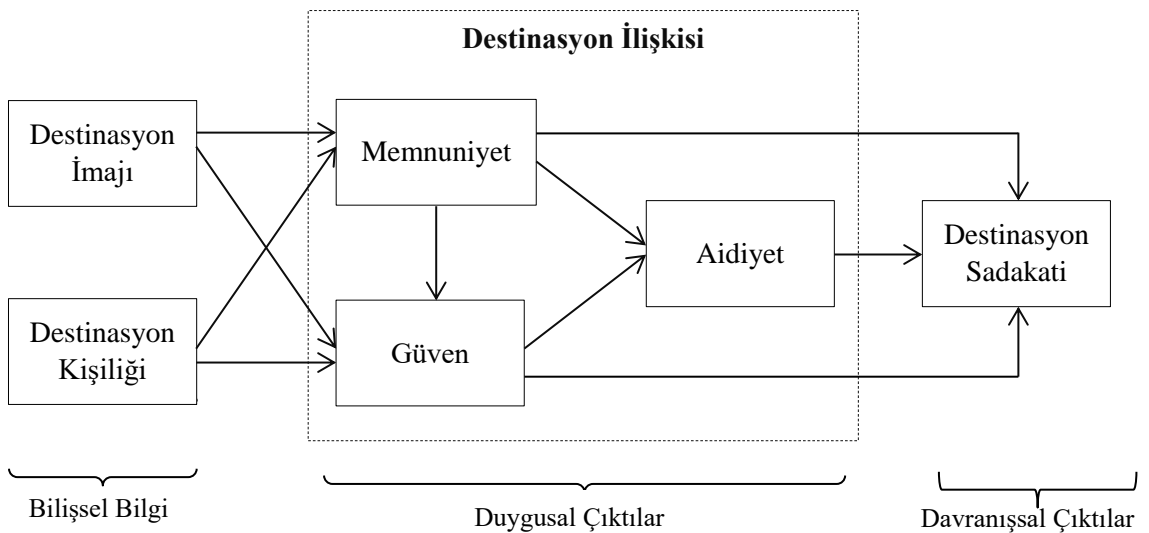 Destinasyon İlişkisi
Destinasyon
İmajı
Memnuniyet
Aidiyet
Destinasyon
Sadakati
Destinasyon
Kişiliği
Güven
Bilişsel Bilgi
Duygusal Çıktılar
Davranışsal Çıktılar